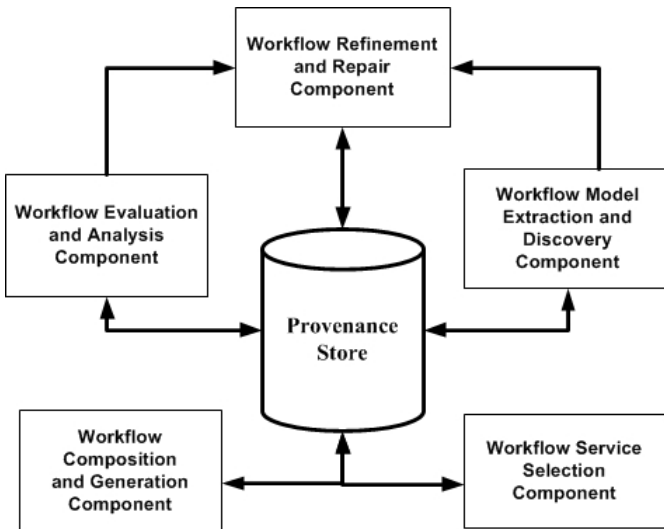 Workflow Refinement
and Repair
Component
Workflow Evaluation
and Analysis
Component
Workflow Model
Extraction and
Discovery
Component
Provenance
Store
Workflow
Composition
and Generation
Component
Workflow Service
Selection
Component